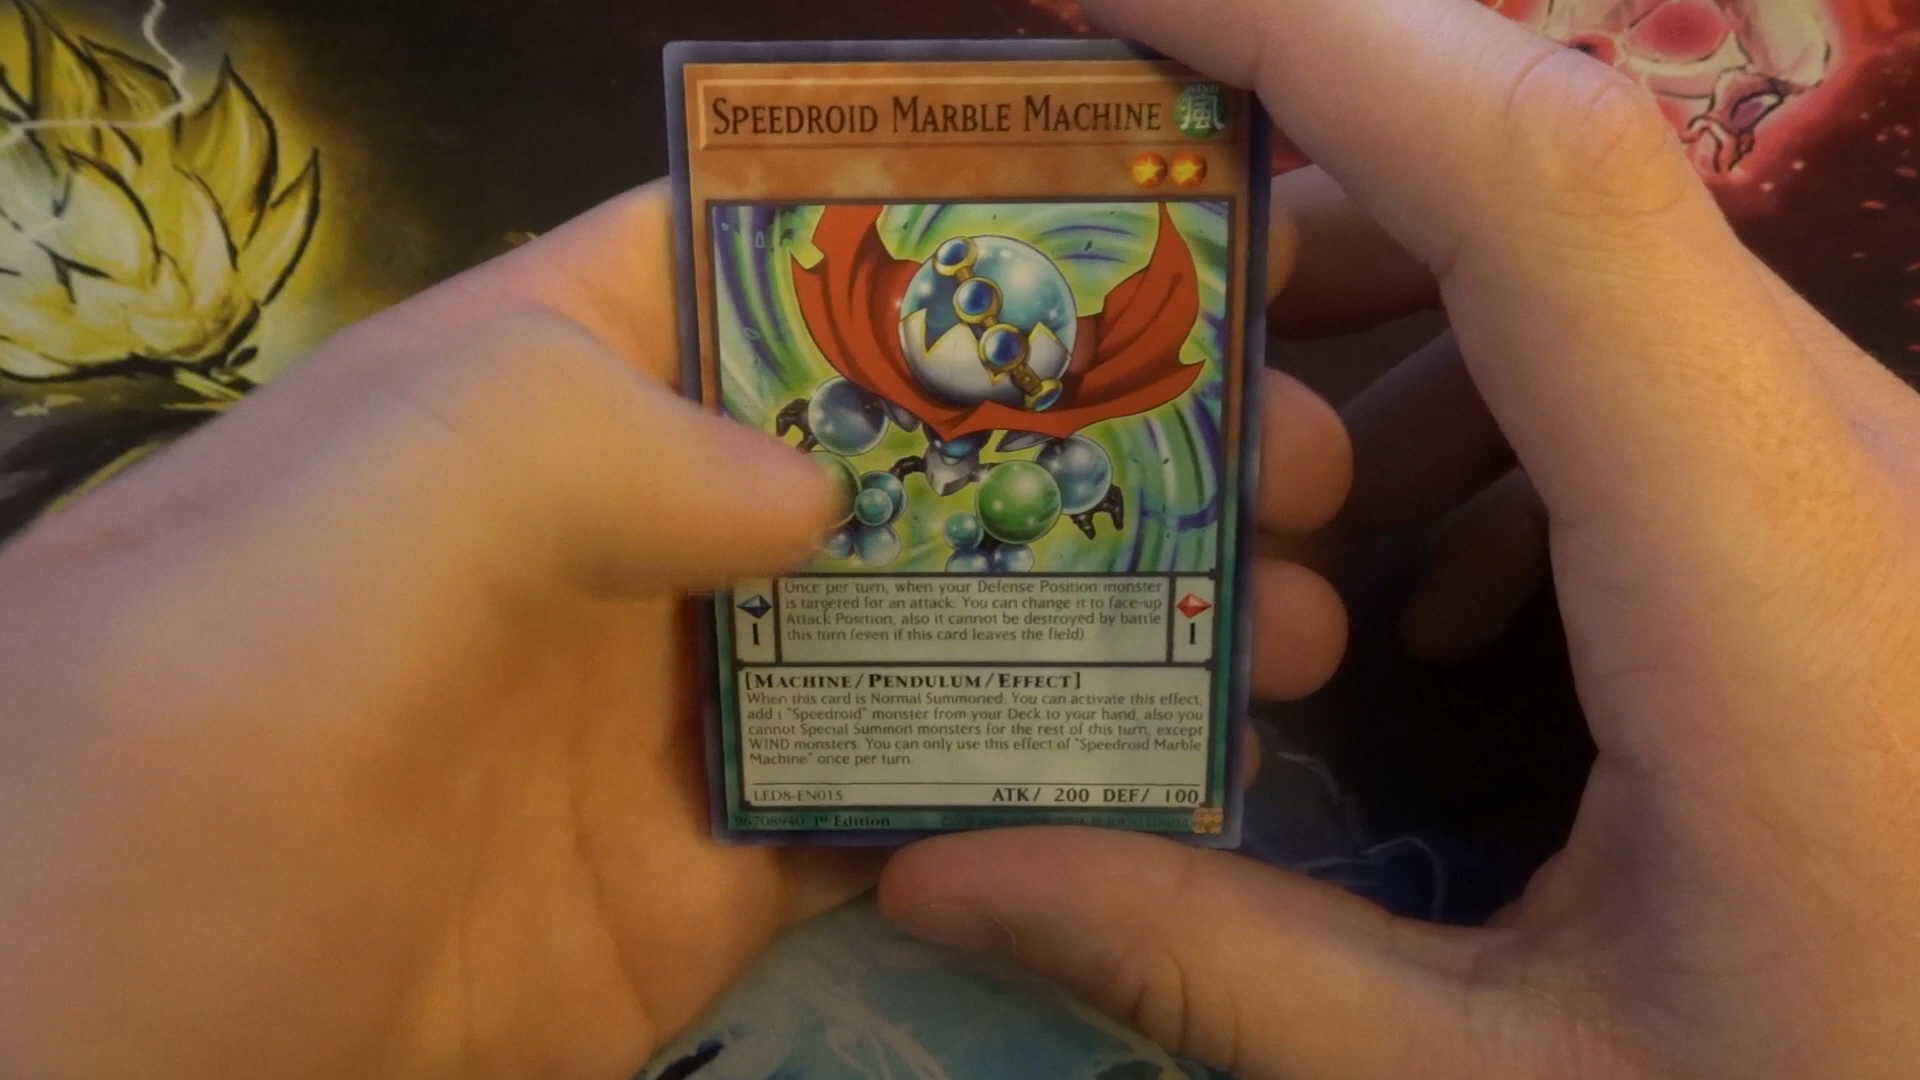 SPEEDROID MARBLE MACHINE
WIND
風
Once per turn, when your Defense Position monster
is targeted for an attack: You can change it to face-up
Attack Position, also it cannot be destroyed by battle
this turn (even if this card leaves the field).
1
1
[MACHINE/PENDULUM/EFFECT]
When this card is Normal Summoned: You can activate this effect;
add 1 "Speedroid" monster from your Deck to your hand, also you
cannot Special Summon monsters for the rest of this turn, except
WIND monsters. You can only use this effect of "Speedroid Marble
Machine" once per turn.
LED8-EN015 ATK/ 200 DEF/ 100
96708940 1st Edition